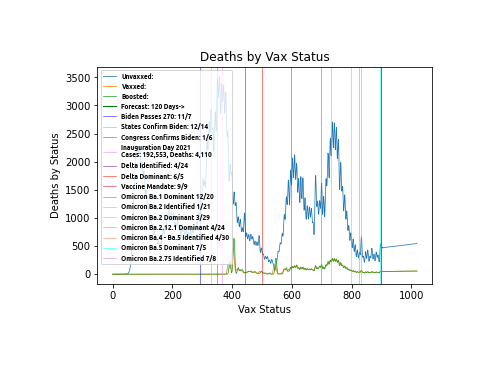 Deaths by Vax Status
Deaths by Status
3500
3000
2500
2000
1500
1000
500
0
Unvaxxed:
Vaxxed:
Boosted:
Forecast: 120 Days->
Biden Passes 270: 11/7
States Confirm Biden: 12/14
Congress Confirms Biden: 1/6
Inauguration Day 2021
Cases: 192,553, Deaths: 4,110
Delta Identified: 4/24
Delta Dominant: 6/5
Vaccine Mandate: 9/9
Omicron Ba.1 Dominant 12/20
Omicron Ba.2 Identified 1/21
Omicron Ba.2 Dominant 3/29
Omicron Ba.2.12.1 Dominant 4/24
Omicron Ba.4 - Ba.5 Identified 4/30
Omicron Ba.5 Dominant 7/5
Omicron Ba.2.75 Identified 7/8
0 200 400 600 800 1000
Vax Status